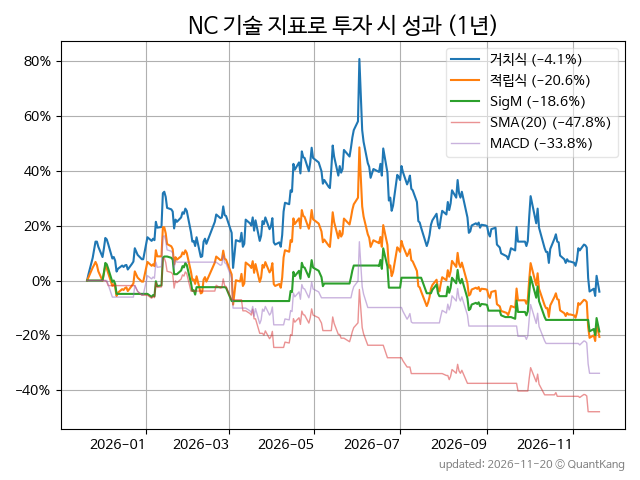 NC 기술 지표로 투자 시 성과 (1년)
80%
60%
40%
20%
0%
−20%
−40%
거치식 (−4.1%)
적립식 (−20.6%)
SigM (−18.6%)
SMA(20) (−47.8%)
MACD (−33.8%)
2026-01
2026-03
2026-05
2026-07
2026-09
2026-11
updated: 2026-11-20 © QuantKang